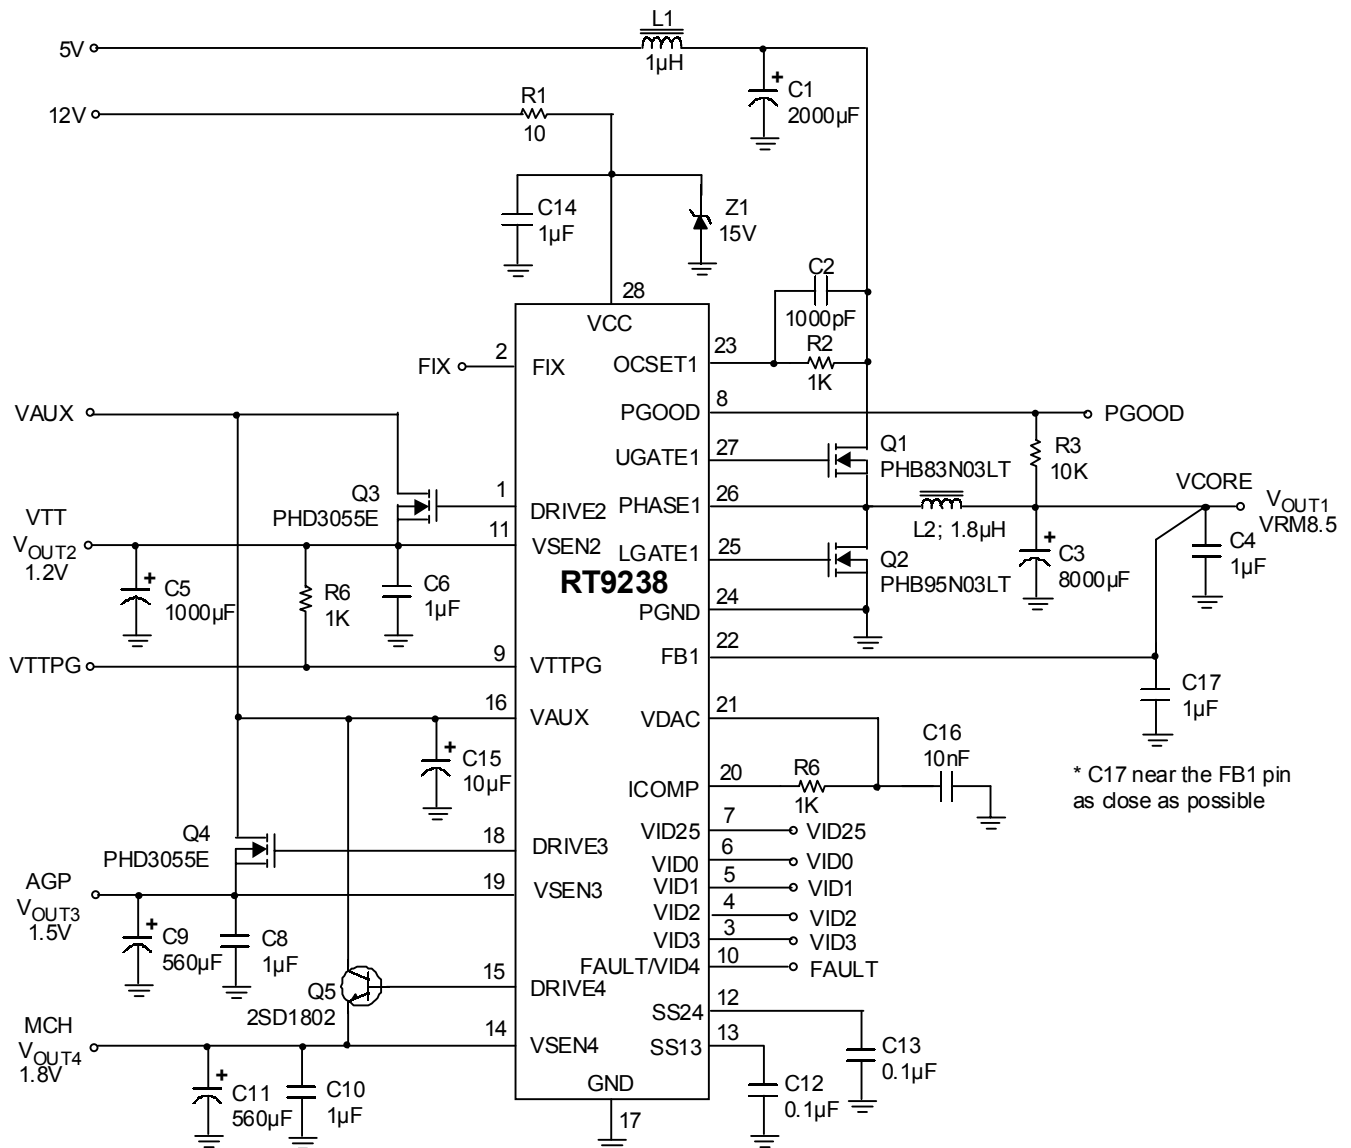 L1
5V
1µH
C1
2000µF
R1
12V
10
C14
1µF
Z1
15V
C2
1000pF
28
VCC
23
R2
OCSET1
1K
2
FIX
FIX
8
PGOOD
PGOOD
VAUX
27
UGATE1
Q1
PHB83N03LT
R3
10K
VCORE
Q3
PHD3055E
1
DRIVE2
26
PHASE1
L2; 1.8µH
VOUT1
VRM8.5
VTT
VOUT2
1.2V
11
VSEN2
25
LGATE1
Q2
PHB95N03LT
C3
8000µF
C4
1µF
RT9238
C5
1000µF
R6
1K
C6
1µF
24
PGND
22
FB1
VTTPG
9
VTTPG
C17
1µF
16
VAUX
21
VDAC
C15
10µF
C16
10nF
* C17 near the FB1 pin
as close as possible
20
ICOMP
R6
1K
Q4
PHD3055E
18
DRIVE3
7
VID25
VID25
6
VID0
VID0
AGP
VOUT3
1.5V
19
VSEN3
5
VID1
VID1
4
VID2
VID2
3
VID3
VID3
C9
560µF
C8
1µF
10
FAULT/VID4
FAULT
15
DRIVE4
Q5
2SD1802
12
SS24
MCH
VOUT4
1.8V
14
VSEN4
13
SS13
C13
0.1µF
C11
560µF
C10
1µF
GND
C12
0.1µF
17